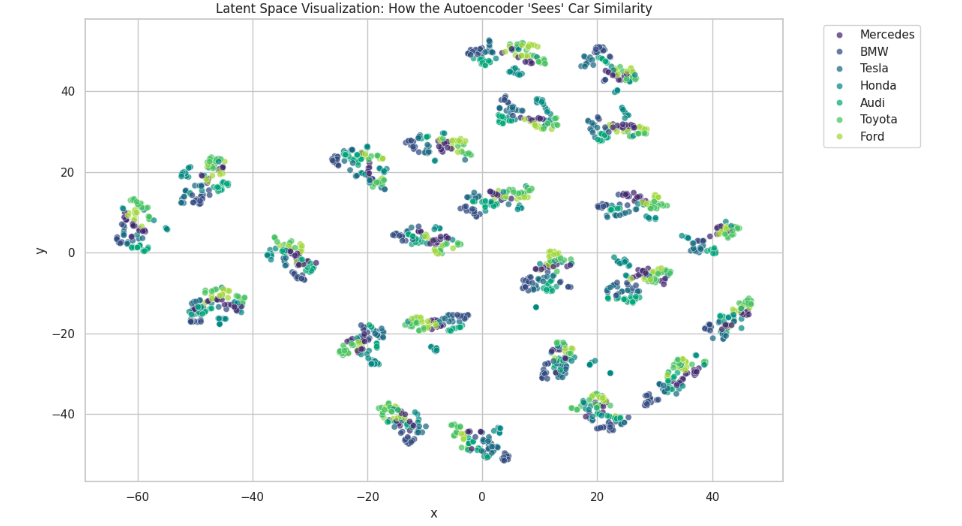 Latent Space Visualization: How the Autoencoder 'Sees' Car Similarity
Mercedes
BMW
Tesla
Honda
Audi
Toyota
Ford
40
20
0
−20
−40
y
−60
−40
−20
0
20
40
x